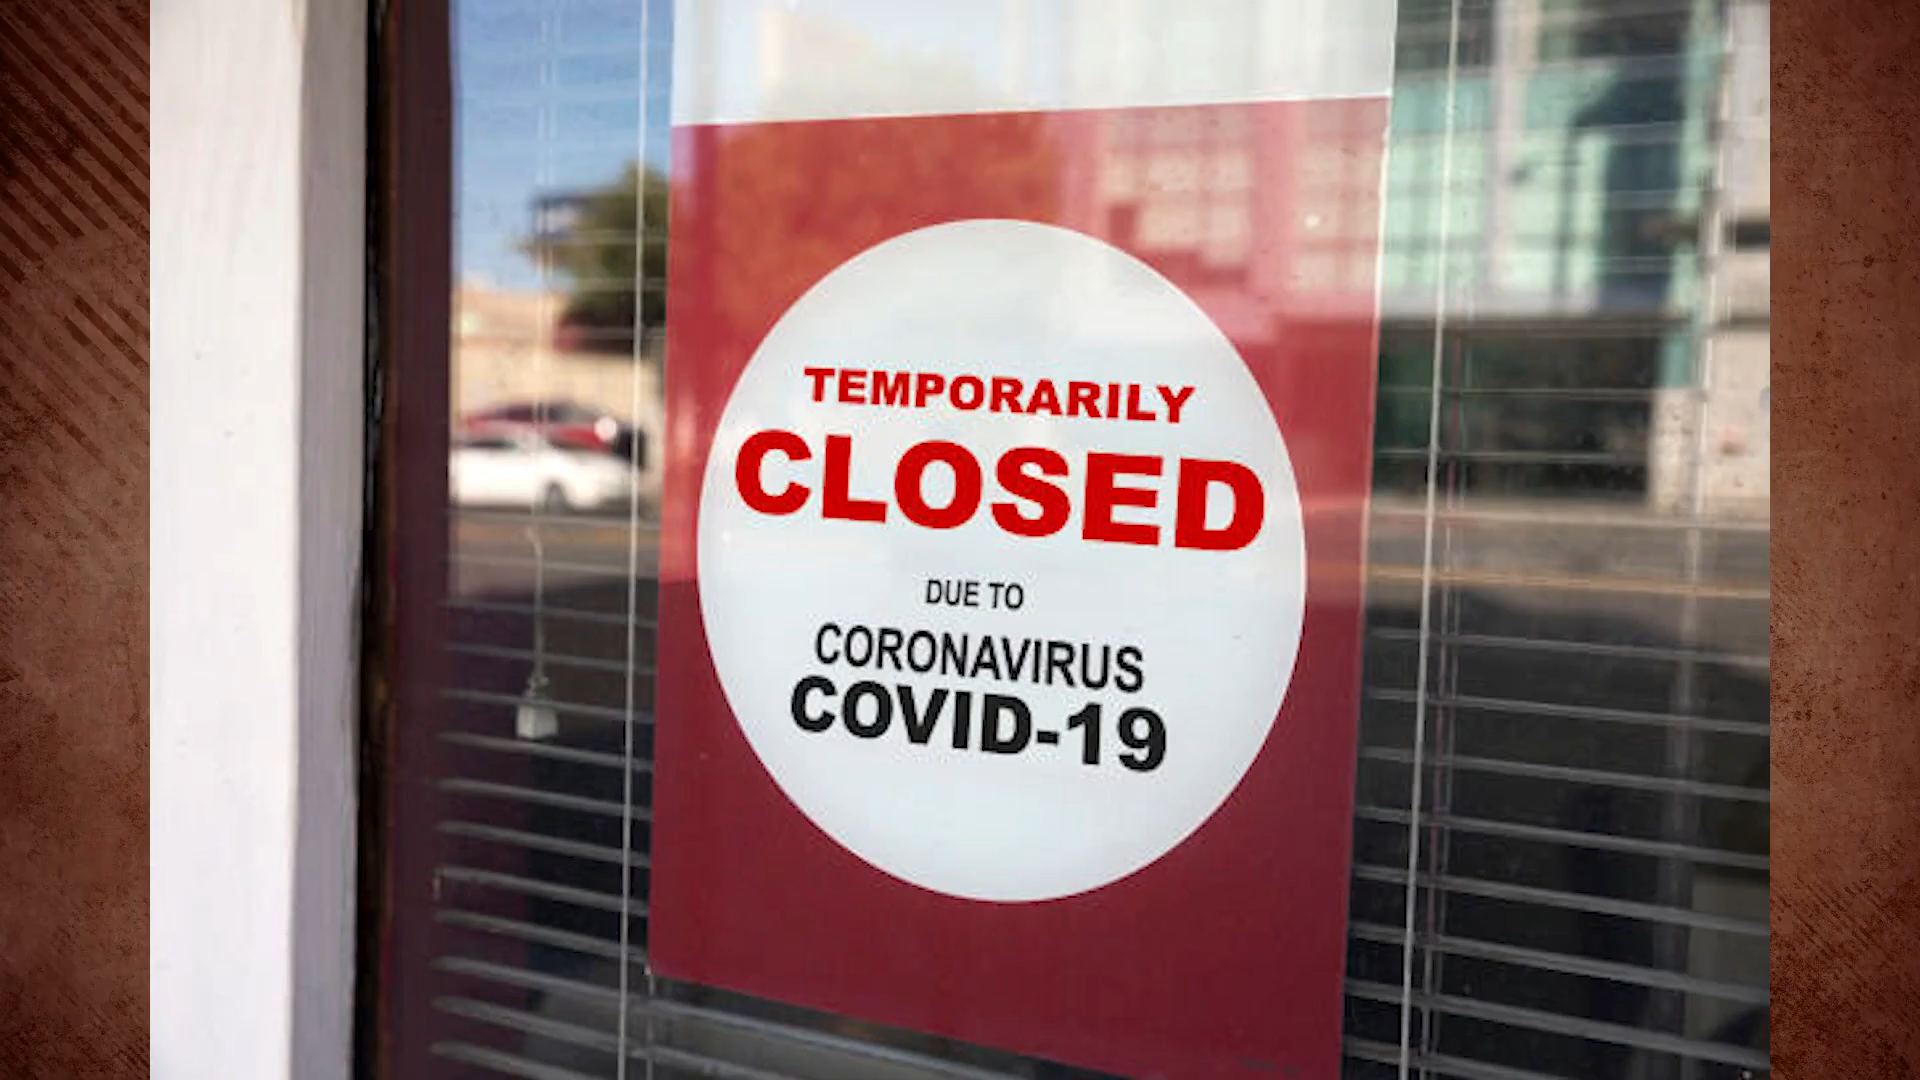 TEMPORARILY
CLOSED
DUE TO
CORONAVIRUS
COVID-19